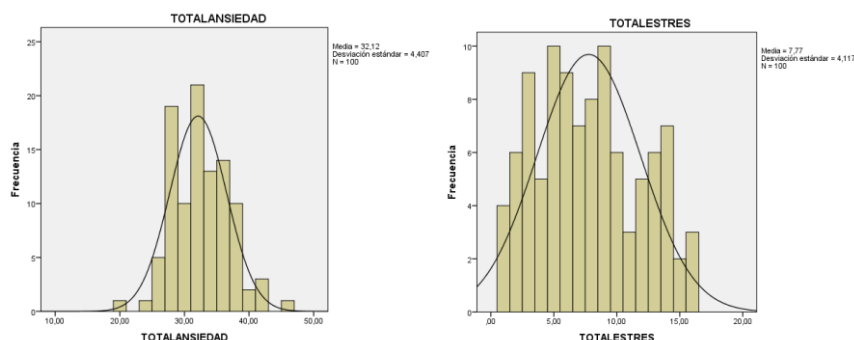 TOTALANSIEDAD
Media = 32,12
Desviación estándar = 4,407
N = 100
Frecuencia
25
20
15
10
5
0
10,00 20,00 30,00 40,00 50,00
TOTALANSIEDAD
TOTALESTRES
Media = 7,77
Desviación estándar = 4,117
N = 100
Frecuencia
10
8
6
4
2
0
,00 5,00 10,00 15,00 20,00
TOTALESTRES